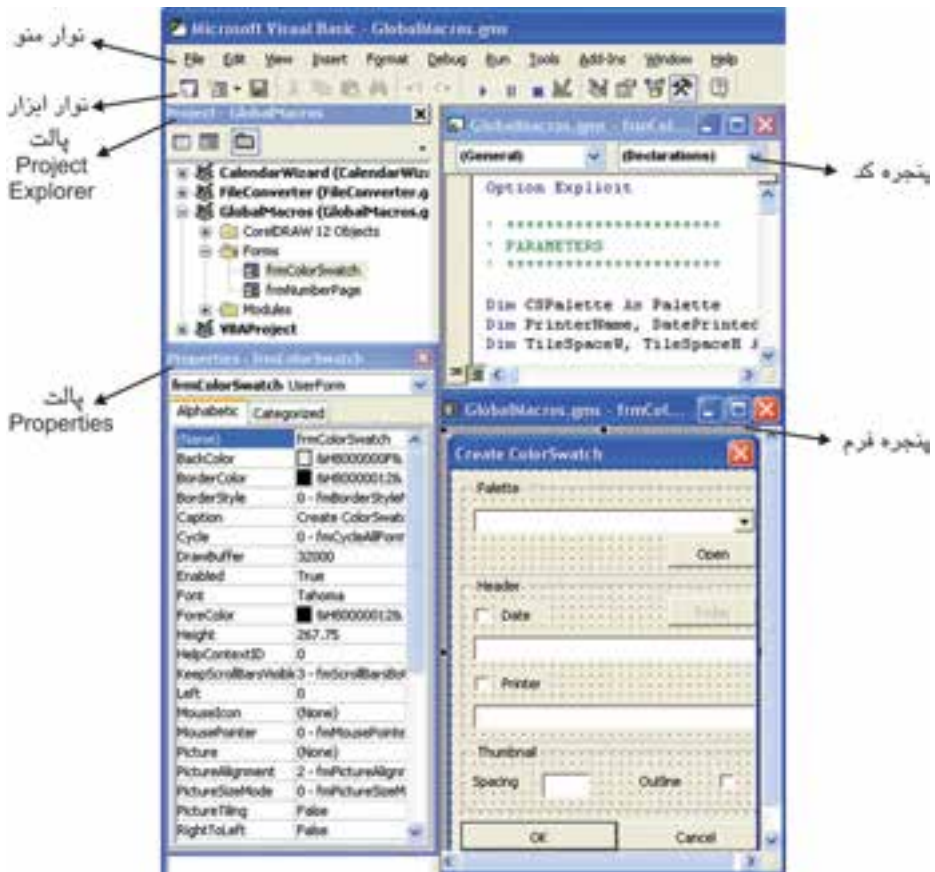 Microsoft Visual Basic - GlobalMacros.gms
نوار منو
File Edit View Insert Format Debug Run Tools Add-Ins Window Help
نوار ابزار
پالت
Project
Explorer
Project - GlobalMacros
CalendarWizard (CalendarWiz
FileConverter (FileConverter.g
GlobalMacros (GlobalMacros.g
CorelDRAW 12 Objects
Forms
frmColorSwatch
frmNumberPage
Modules
VBAProject
GlobalMacros.gms - frmCol...
(General) (Declarations)
پنجره کد
Option Explicit
' **********************
' PARAMETERS
' **********************
Dim CSPalette As Palette
Dim PrinterName, DatePrinted
Dim TileSpaceW, TileSpaceH A
پالت
Properties
Properties - frmColorSwatch
frmColorSwatch UserForm
Alphabetic Categorized
(Name) frmColorSwatch
BackColor &H8000000F&
BorderColor &H80000012&
BorderStyle 0 - fmBorderStyleN
Caption Create ColorSwatc
Cycle 0 - fmCycleAllForm
DrawBuffer 32000
Enabled True
Font Tahoma
ForeColor &H80000012&
Height 267.75
HelpContextID 0
KeepScrollBarsVisible 3 - fmScrollBarsBot
Left 0
MouseIcon (None)
MousePointer 0 - fmMousePointe
Picture (None)
PictureAlignment 2 - fmPictureAlignm
PictureSizeMode 0 - fmPictureSizeM
PictureTiling False
RightToLeft False
GlobalMacros.gms - frmCol...
پنجره فرم
Create ColorSwatch
Palette
Open
Header
Date
Printer
Thumbnail
Spacing Outline
OK Cancel